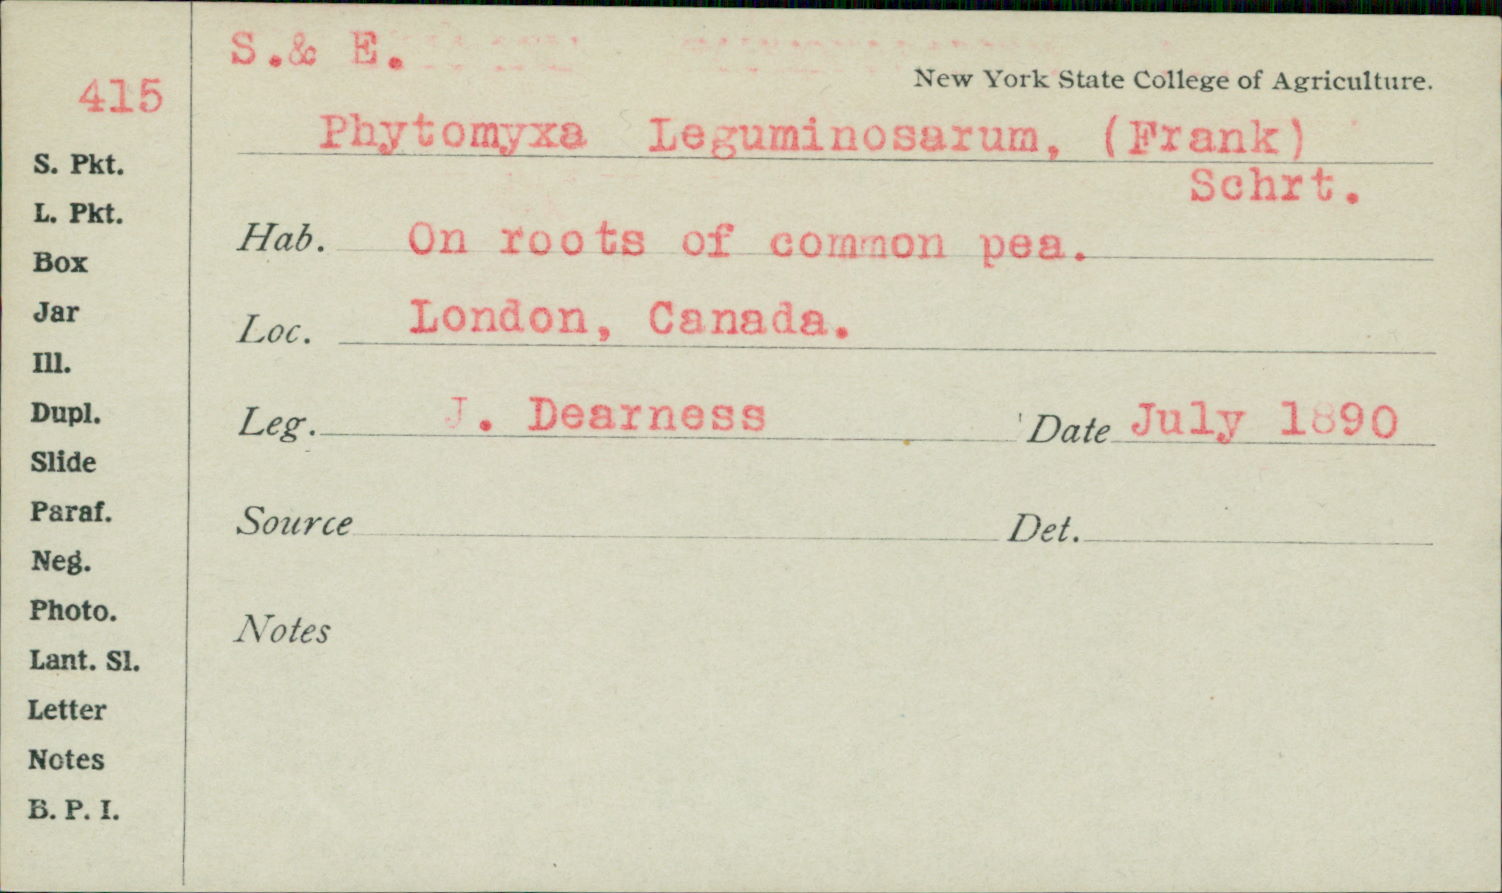 S.& E.
New York State College of Agriculture.
415
Phytomyxa Leguminosarum, (Frank)
Schrt.
S. Pkt.
L. Pkt.
Box
Jar
Ill.
Dupl.
Slide
Paraf.
Neg.
Photo.
Lant. Sl.
Letter
Notes
B. P. I.
Hab. On roots of common pea.
Loc. London, Canada.
Leg. J. Dearness Date July 1890
Source Det.
Notes